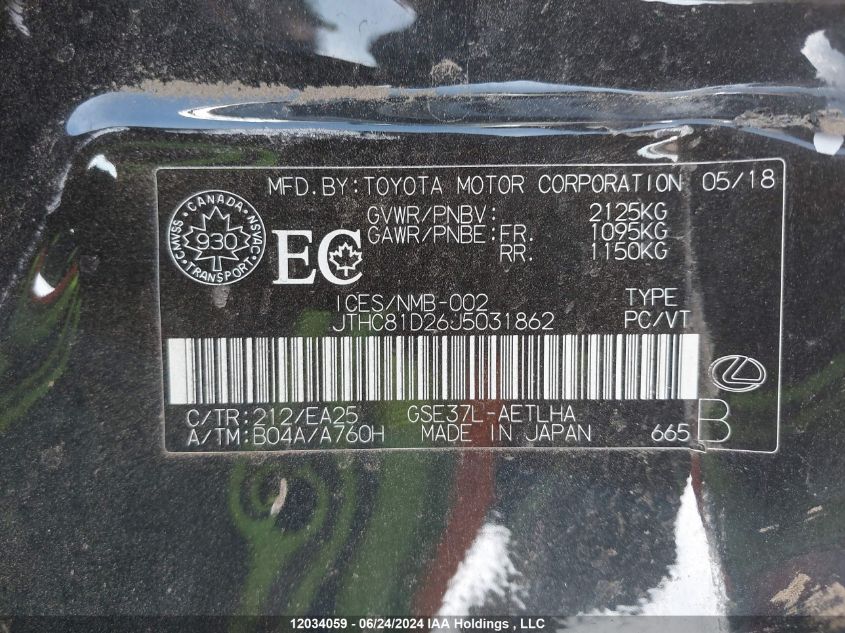 MFD.BY:TOYOTA MOTOR CORPORATION 05/18
CMVSS CANADA NSVAC
930
TRANSPORT
EC
GVWR/PNBV: 2125KG
GAWR/PNBE:FR. 1095KG
RR. 1150KG
ICES/NMB-002 TYPE
JTHC81D26J5031862 PC/VT
C/TR:212/EA25 GSE37L-AETLHA
A/TM:B04A/A760H MADE IN JAPAN 665 B
12034059 - 06/24/2024 IAA Holdings , LLC